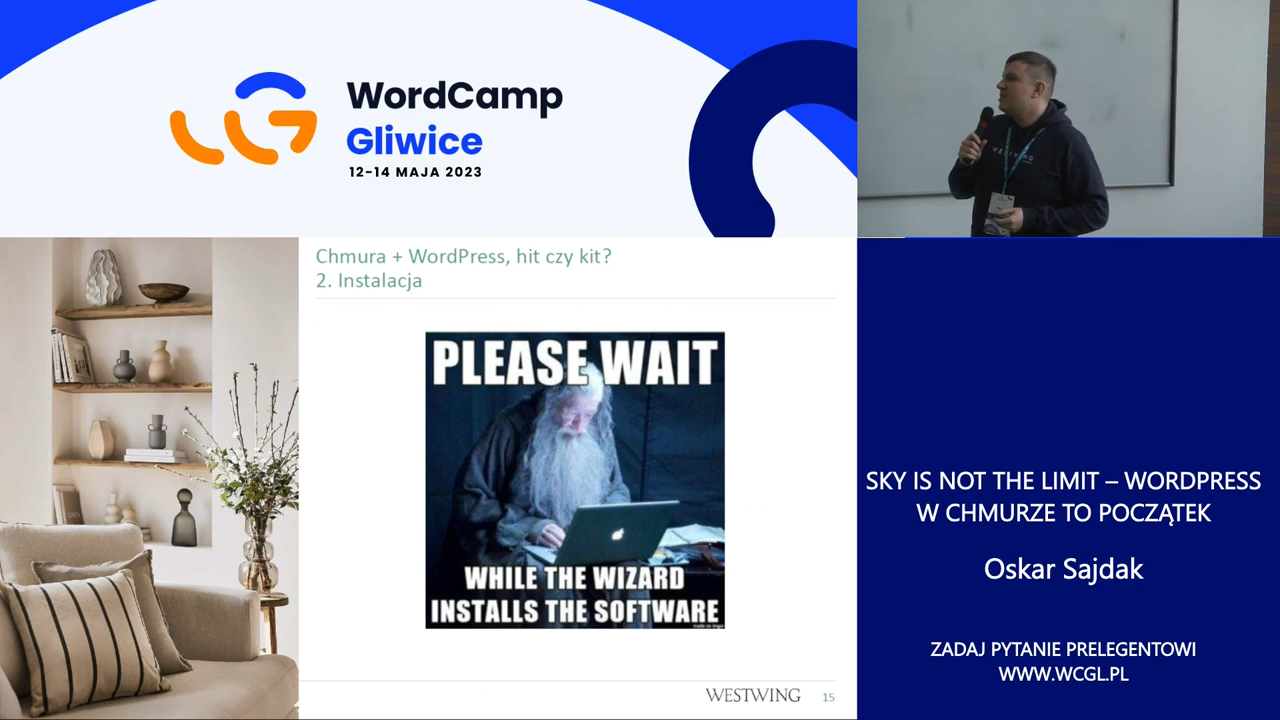 WordCamp
Gliwice
12-14 MAJA 2023
WESTWING
Chmura + WordPress, hit czy kit?
2. Instalacja
PLEASE WAIT
WHILE THE WIZARD
INSTALLS THE SOFTWARE
WESTWING 15
SKY IS NOT THE LIMIT – WORDPRESS
W CHMURZE TO POCZĄTEK
Oskar Sajdak
ZADAJ PYTANIE PRELEGENTOWI
WWW.WCGL.PL